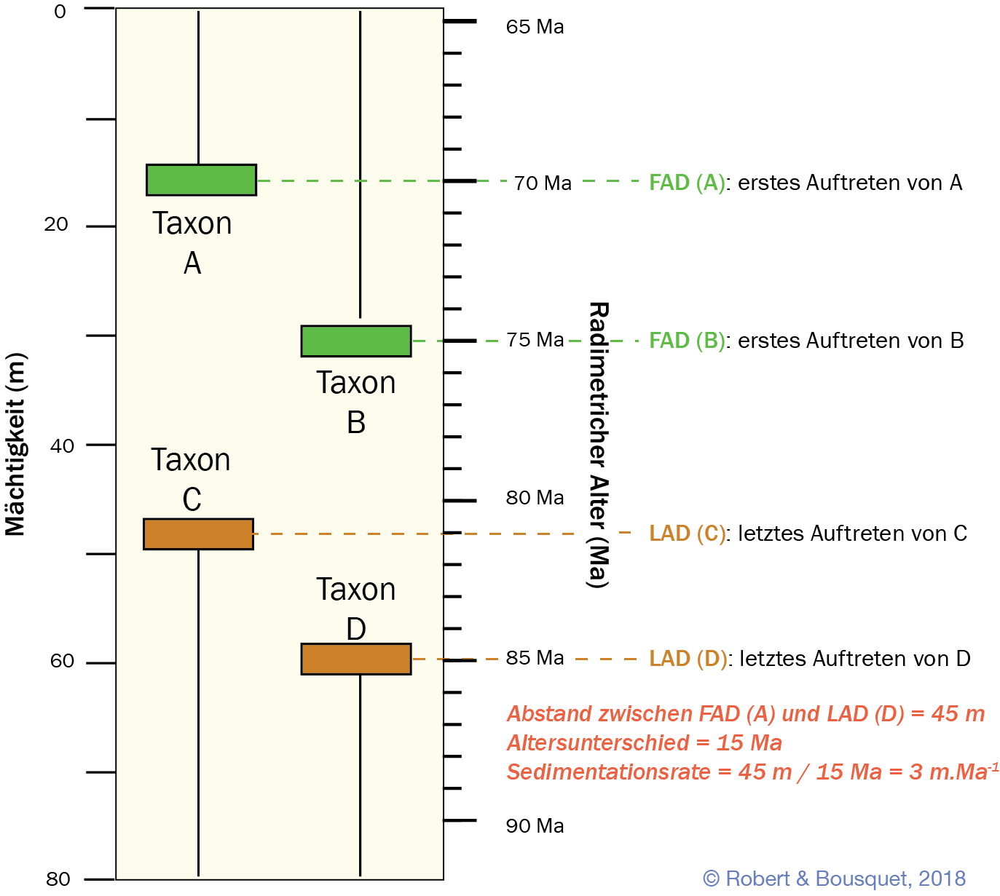 0
65 Ma
70 Ma
FAD (A): erstes Auftreten von A
Taxon
A
20
75 Ma
FAD (B): erstes Auftreten von B
Taxon
B
Mächtigkeit (m)
Radimetricher Alter (Ma)
40
Taxon
C
80 Ma
LAD (C): letztes Auftreten von C
Taxon
D
60
85 Ma
LAD (D): letztes Auftreten von D
Abstand zwischen FAD (A) und LAD (D) = 45 m
Altersunterschied = 15 Ma
Sedimentationsrate = 45 m / 15 Ma = 3 m.Ma⁻¹
90 Ma
80
© Robert & Bousquet, 2018